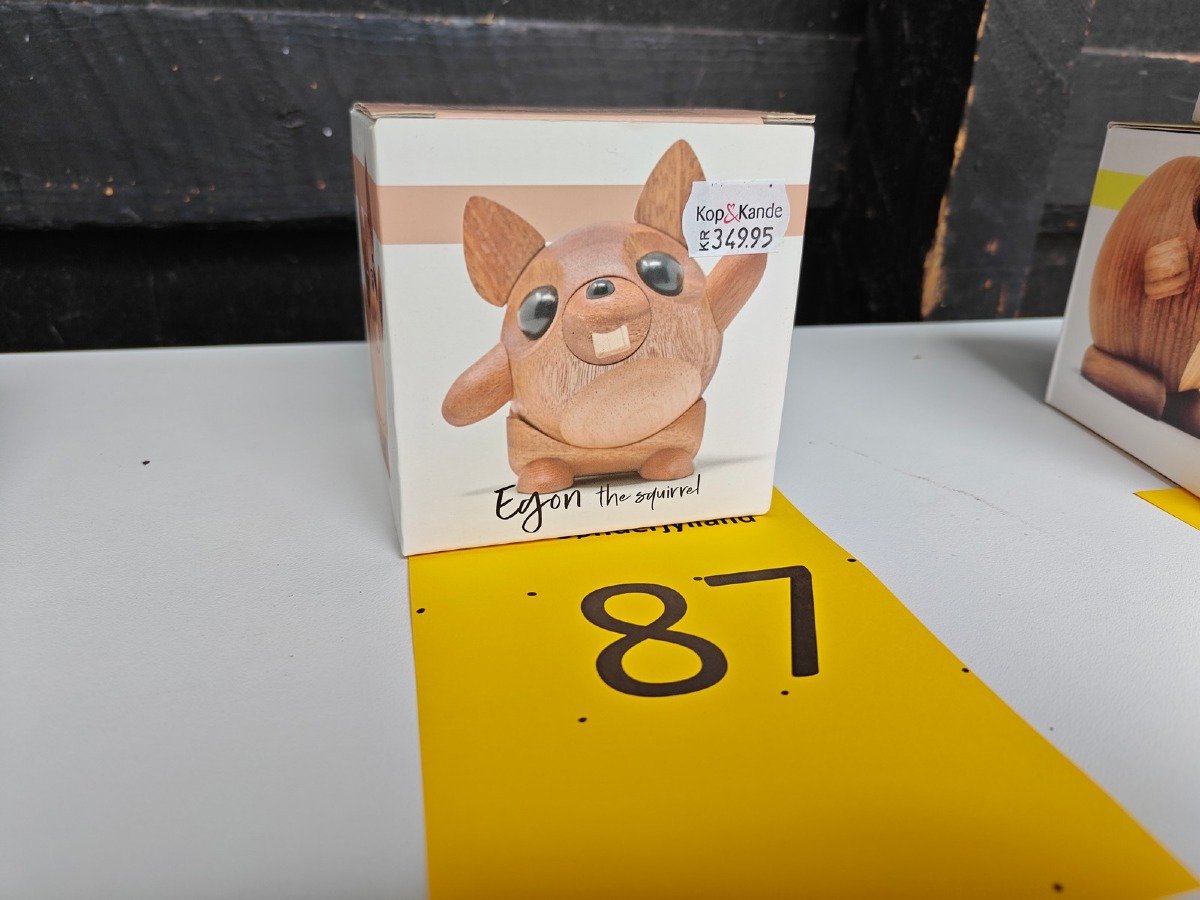 Kop&Kande
KR 349.95
Egon the squirrel
87